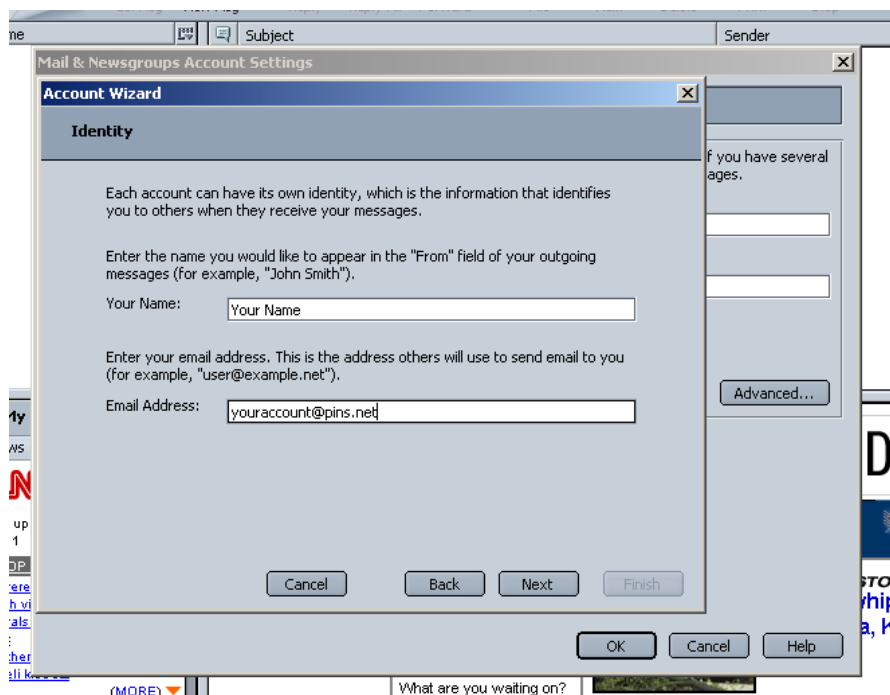 me
Subject
Sender
Mail & Newsgroups Account Settings
Account Wizard
Identity
f you have several
ages.
Each account can have its own identity, which is the information that identifies
you to others when they receive your messages.
Enter the name you would like to appear in the "From" field of your outgoing
messages (for example, "John Smith").
Your Name:
Your Name
Enter your email address. This is the address others will use to send email to you
(for example, "user@example.net").
Advanced...
Email Address:
youraccount@pins.net
My
ws
D
up
1
Cancel
Back
Next
Finish
OK
Cancel
Help
(MORE)
What are you waiting on?